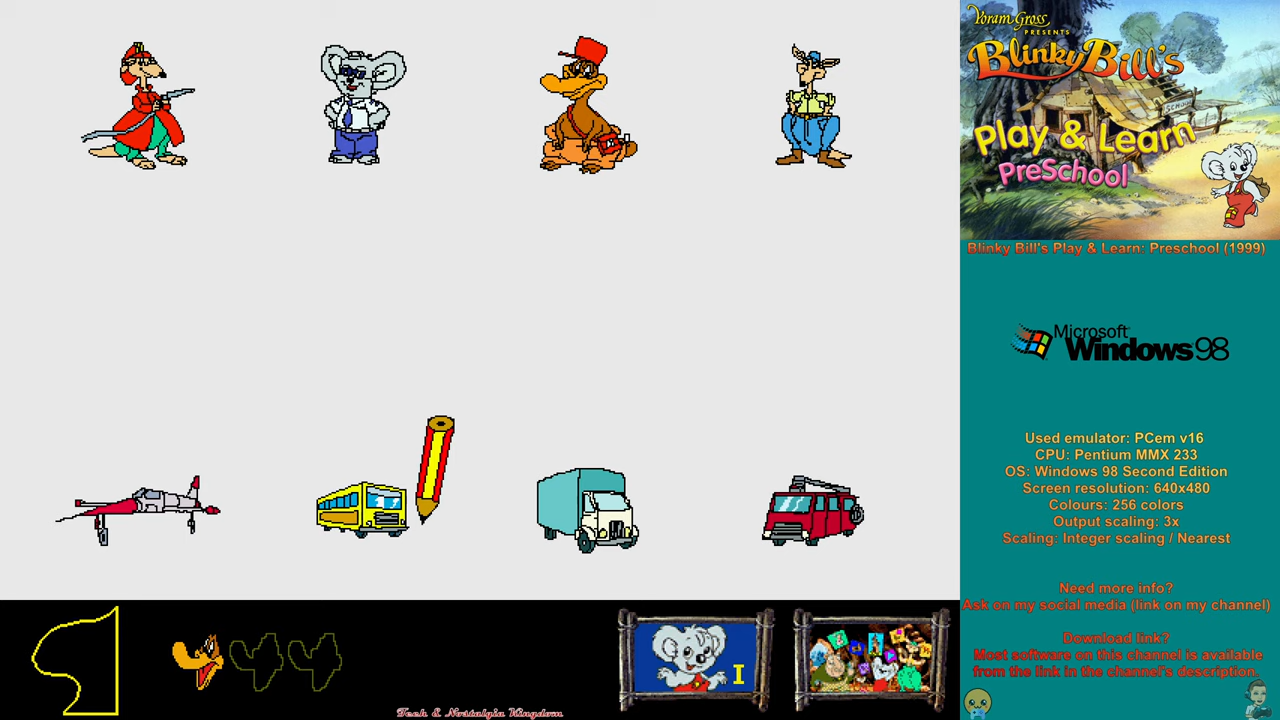 Yoram Gross
PRESENTS
Blinky Bill's
SCHOOL
Play & Learn
PreSchool
Blinky Bill's Play & Learn: Preschool (1999)
Microsoft
Windows 98
Used emulator: PCem v16
CPU: Pentium MMX 233
OS: Windows 98 Second Edition
Screen resolution: 640x480
Colours: 256 colors
Output scaling: 3x
Scaling: Integer scaling / Nearest
Need more info?
Ask on my social media (link on my channel)
Download link?
Most software on this channel is available
from the link in the channel's description.
I
Tech & Nostalgia Kingdom